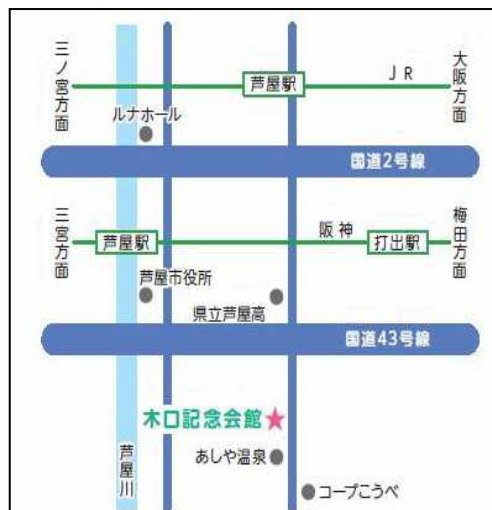 三ノ宮方面
芦屋駅
JR
大阪方面
ルナホール
国道2号線
三宮方面
芦屋駅
阪神
打出駅
梅田方面
芦屋市役所
県立芦屋高
国道43号線
木口記念会館
あしや温泉
芦屋川
コープこうべ